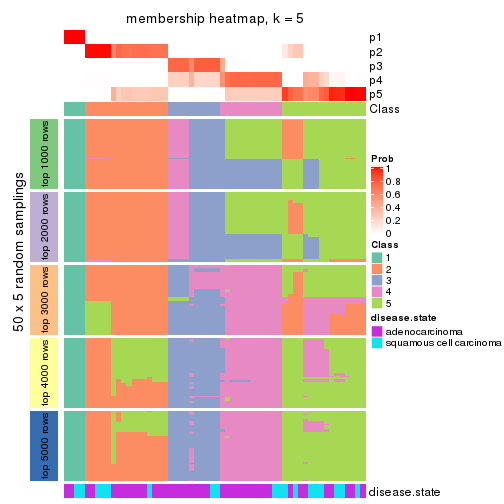 membership heatmap, k = 5
p1
p2
p3
p4
p5
Class
50 x 5 random samplings
top 1000 rows
top 2000 rows
top 3000 rows
top 4000 rows
top 5000 rows
disease.state
Prob
1
0.8
0.6
0.4
0.2
0
Class
1
2
3
4
5
disease.state
adenocarcinoma
squamous cell carcinoma